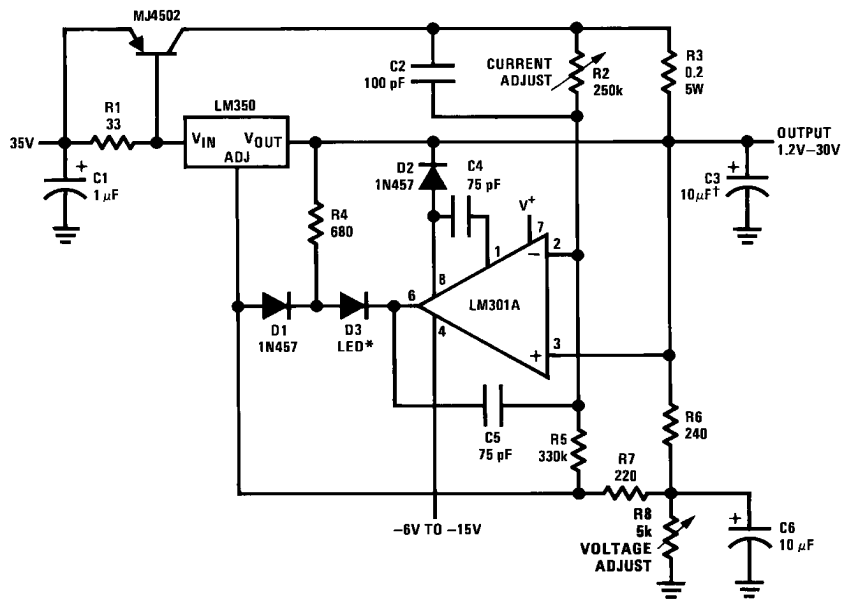 MJ4502
C2
100 pF
CURRENT
ADJUST
R2
250k
R3
0.2
5W
R1
33
LM350
35V
VIN
VOUT
ADJ
OUTPUT
1.2V–30V
+
C1
1 μF
D2
1N457
C4
75 pF
+
C3
10μF†
R4
680
V+
7
2
–
1
8
6
LM301A
4
3
+
D1
1N457
D3
LED*
C5
75 pF
R5
330k
R6
240
R7
220
–6V TO –15V
R8
5k
VOLTAGE
ADJUST
+
C6
10 μF